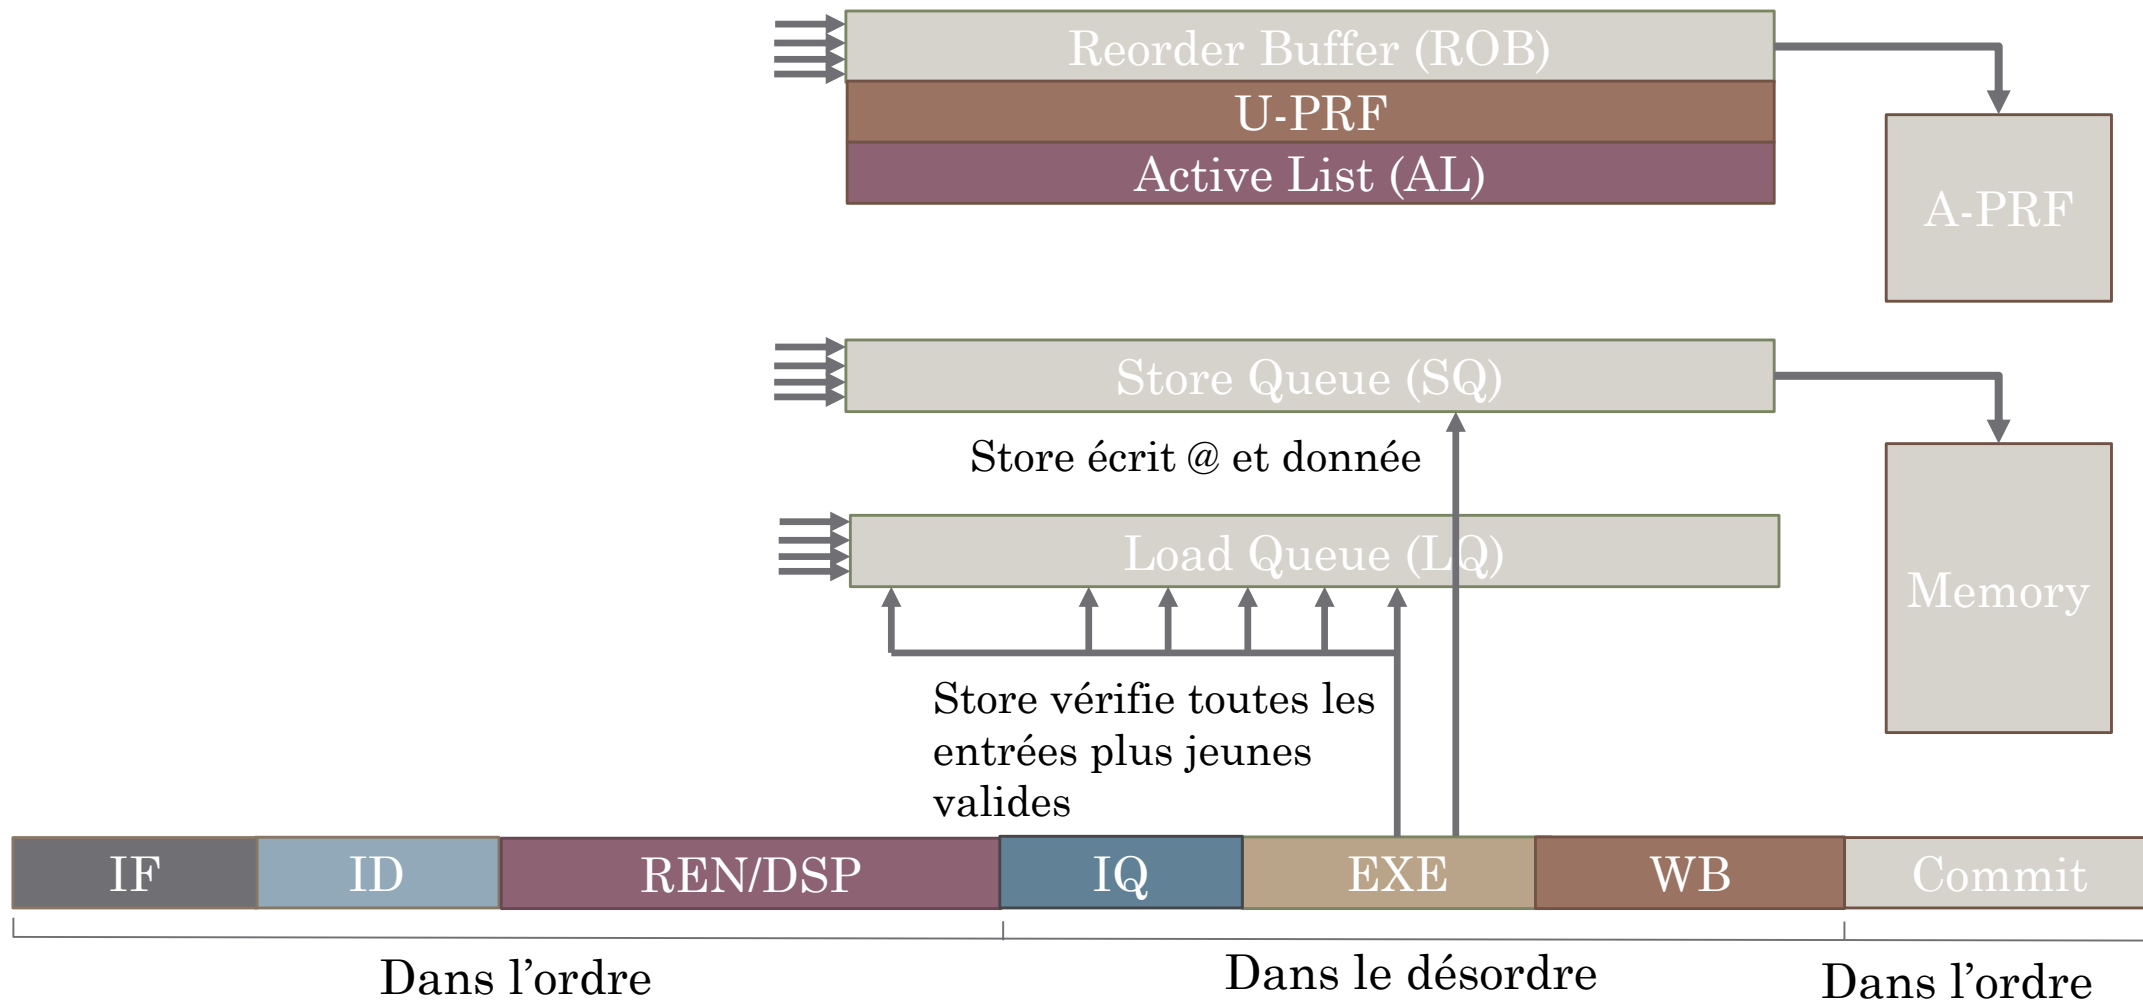 Reorder Buffer (ROB)
U-PRF
Active List (AL)
A-PRF
Store Queue (SQ)
Store écrit @ et donnée
Load Queue (LQ)
Memory
Store vérifie toutes les
entrées plus jeunes
valides
IF
ID
REN/DSP
IQ
EXE
WB
Commit
Dans l’ordre
Dans le désordre
Dans l’ordre